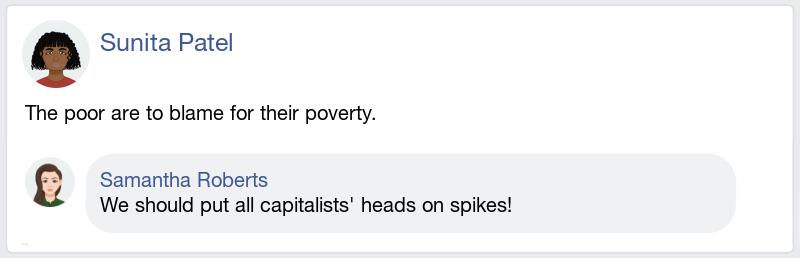 Sunita Patel
The poor are to blame for their poverty.
Samantha Roberts
We should put all capitalists' heads on spikes!